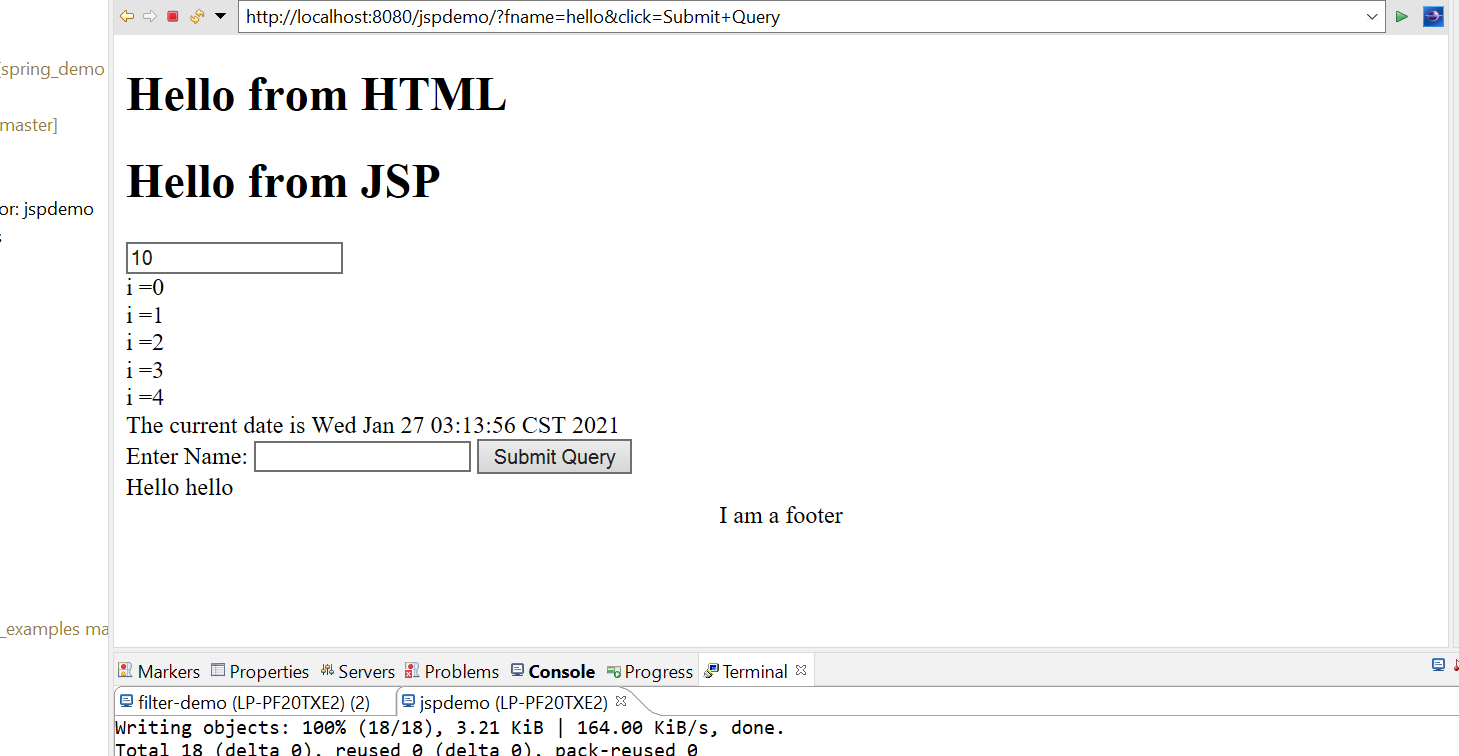 http://localhost:8080/jspdemo/?fname=hello&click=Submit+Query
spring_demo
master]
or: jspdemo
_examples ma
Hello from HTML
Hello from JSP
10
i =0
i =1
i =2
i =3
i =4
The current date is Wed Jan 27 03:13:56 CST 2021
Enter Name: Submit Query
Hello hello
I am a footer
Markers Properties Servers Problems Console Progress Terminal
filter-demo (LP-PF20TXE2) (2) jspdemo (LP-PF20TXE2)
Writing objects: 100% (18/18), 3.21 KiB | 164.00 KiB/s, done.
Total 18 (delta 0), reused 0 (delta 0), pack-reused 0